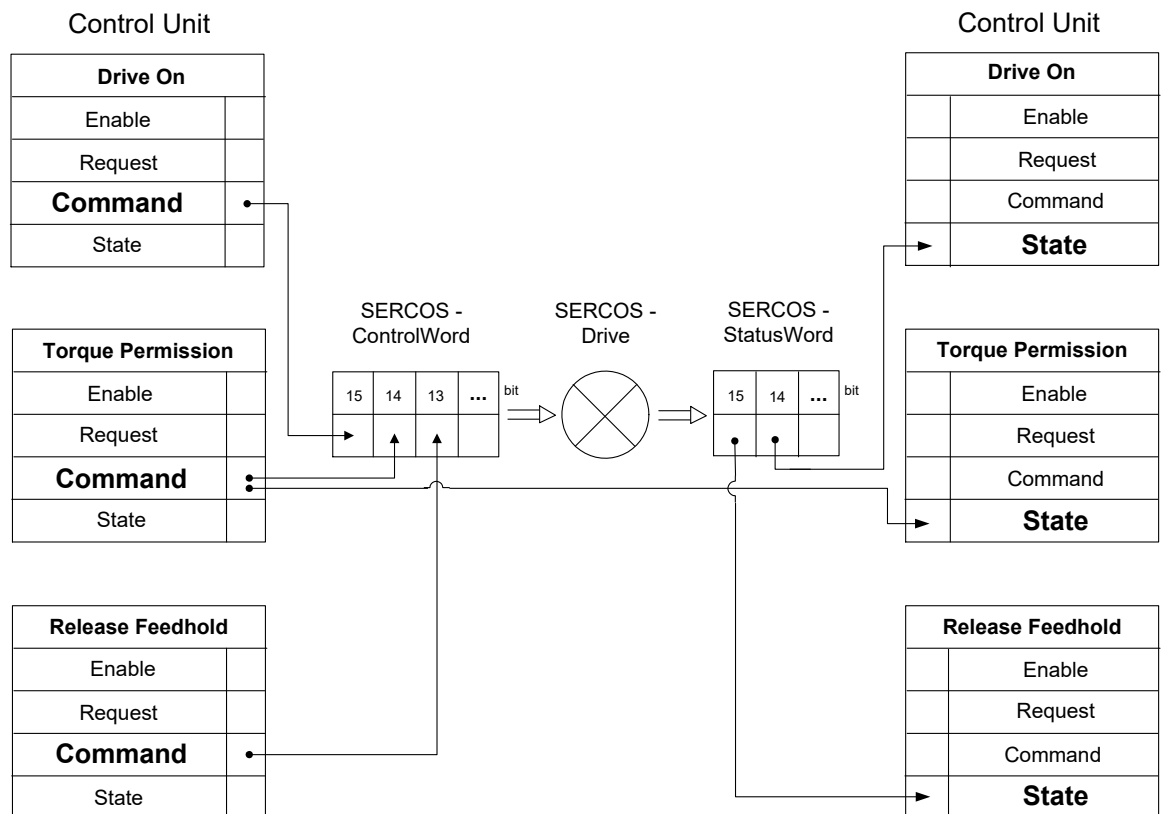 Control Unit
Drive On
Enable
Request
Command
State
Torque Permission
Enable
Request
Command
State
Release Feedhold
Enable
Request
Command
State
SERCOS -
ControlWord
15 14 13 ... bit
SERCOS -
Drive
SERCOS -
StatusWord
15 14 ... bit
Control Unit
Drive On
Enable
Request
Command
State
Torque Permission
Enable
Request
Command
State
Release Feedhold
Enable
Request
Command
State